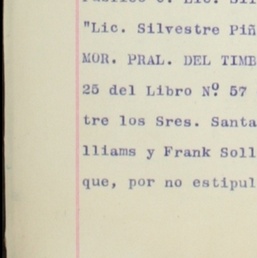 "Lic. Silvestre Piñ
MOR. PRAL. DEL TIMB
25 del Libro Nº 57
tre los Sres. Santa
lliams y Frank Soll
que, por no estipul